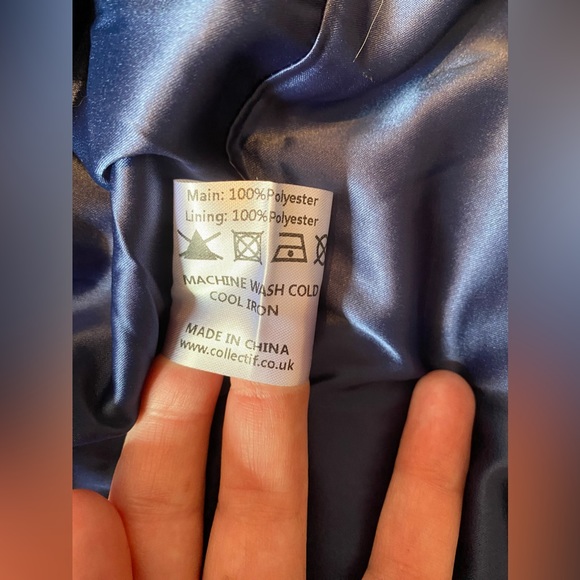 Main: 100%Polyester
Lining: 100%Polyester
MACHINE WASH COLD
COOL IRON
MADE IN CHINA
www.collectif.co.uk